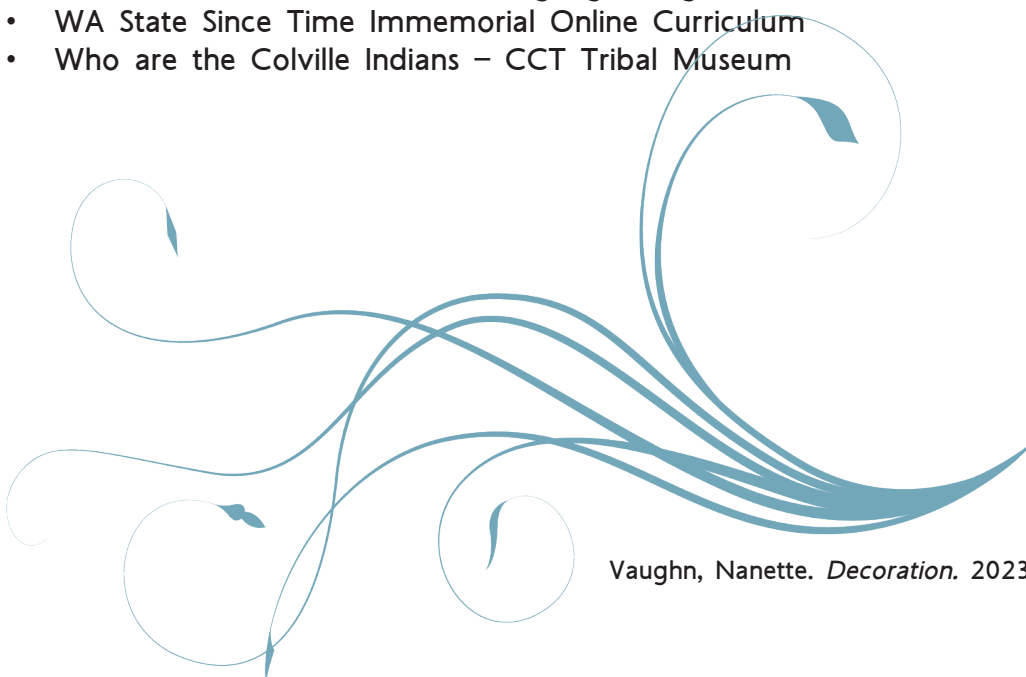 • WA State Since Time Immemorial Online Curriculum
• Who are the Colville Indians – CCT Tribal Museum
Vaughn, Nanette. Decoration. 2023